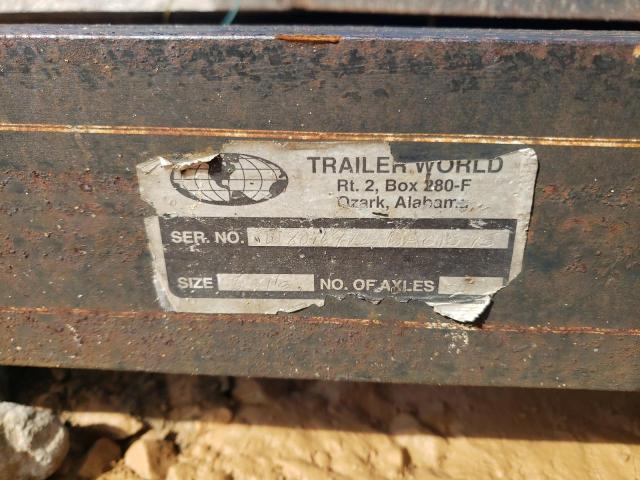 TRAILER WORLD
Rt. 2, Box 280-F
Ozark, Alabama
SER. NO.
SIZE NO. OF AXLES